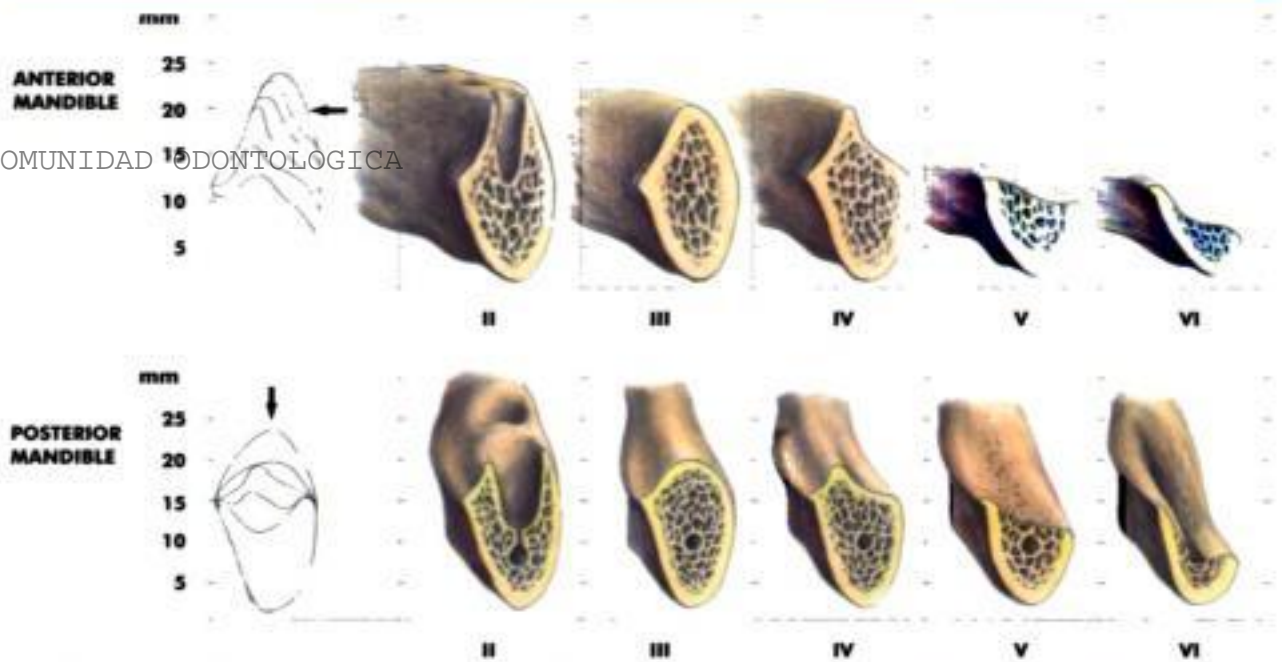 mm
25
ANTERIOR
MANDIBLE
20
15
OMUNIDAD ODONTOLOGICA
10
5
II III IV V VI
mm
25
POSTERIOR
MANDIBLE
20
15
10
5
II III IV V VI